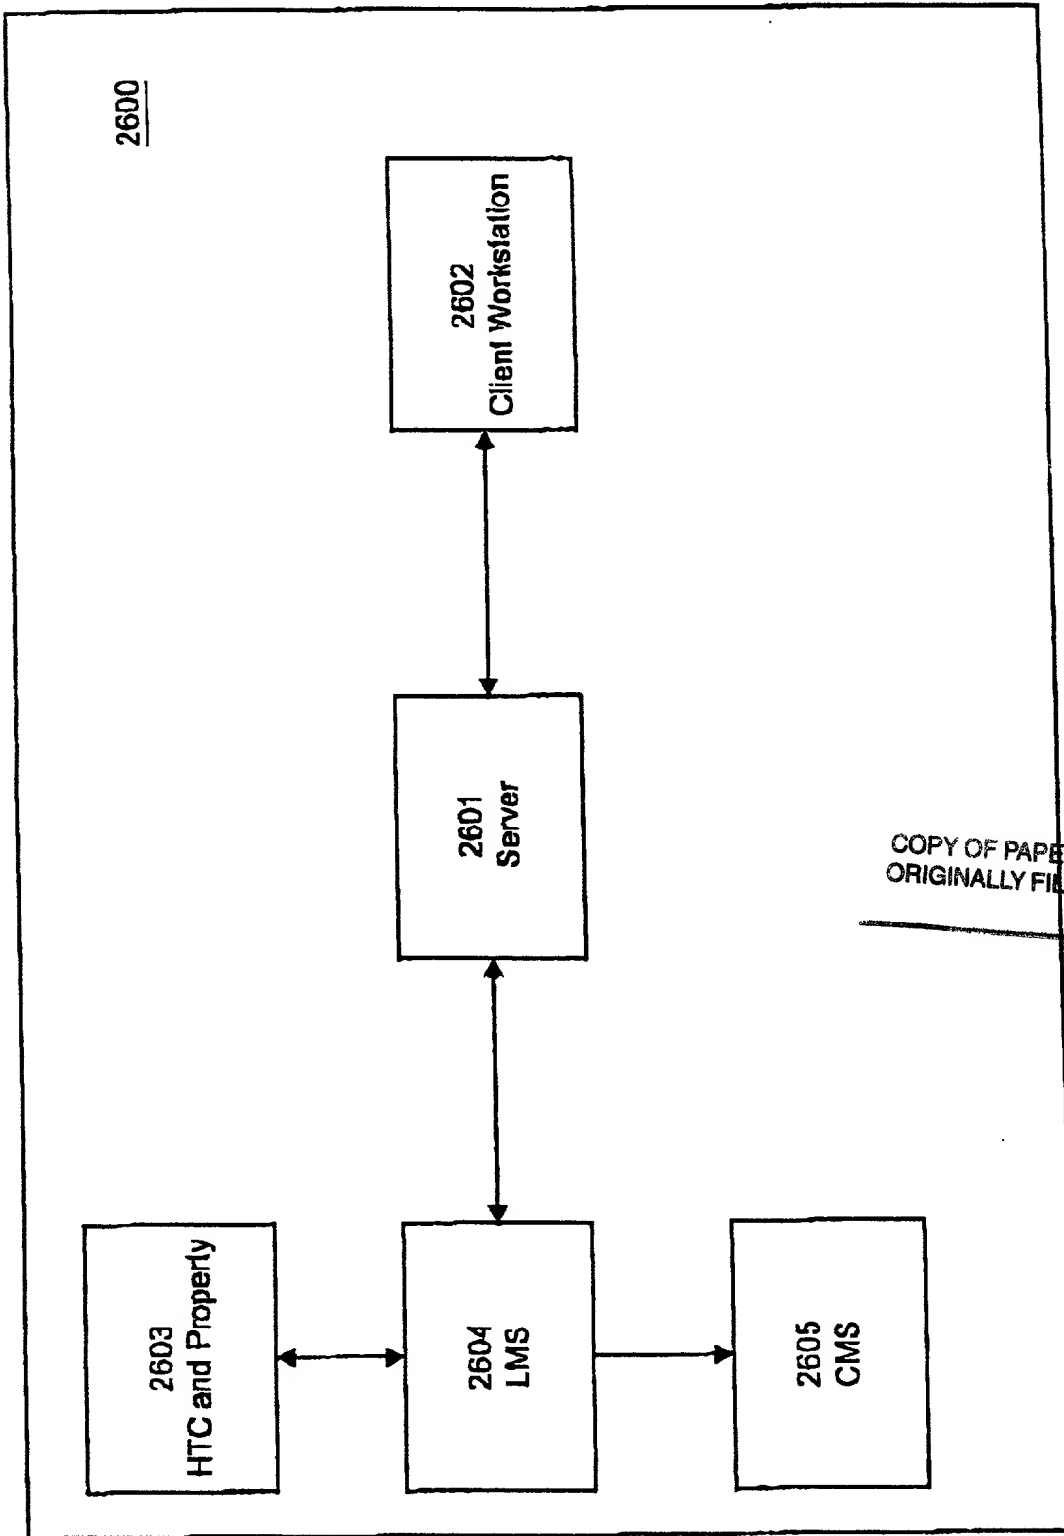 2600
2603
HTC and Property
2604
LMS
2605
CMS
2601
Server
2602
Client Workstation
COPY OF PAPE
ORIGINALLY FIL